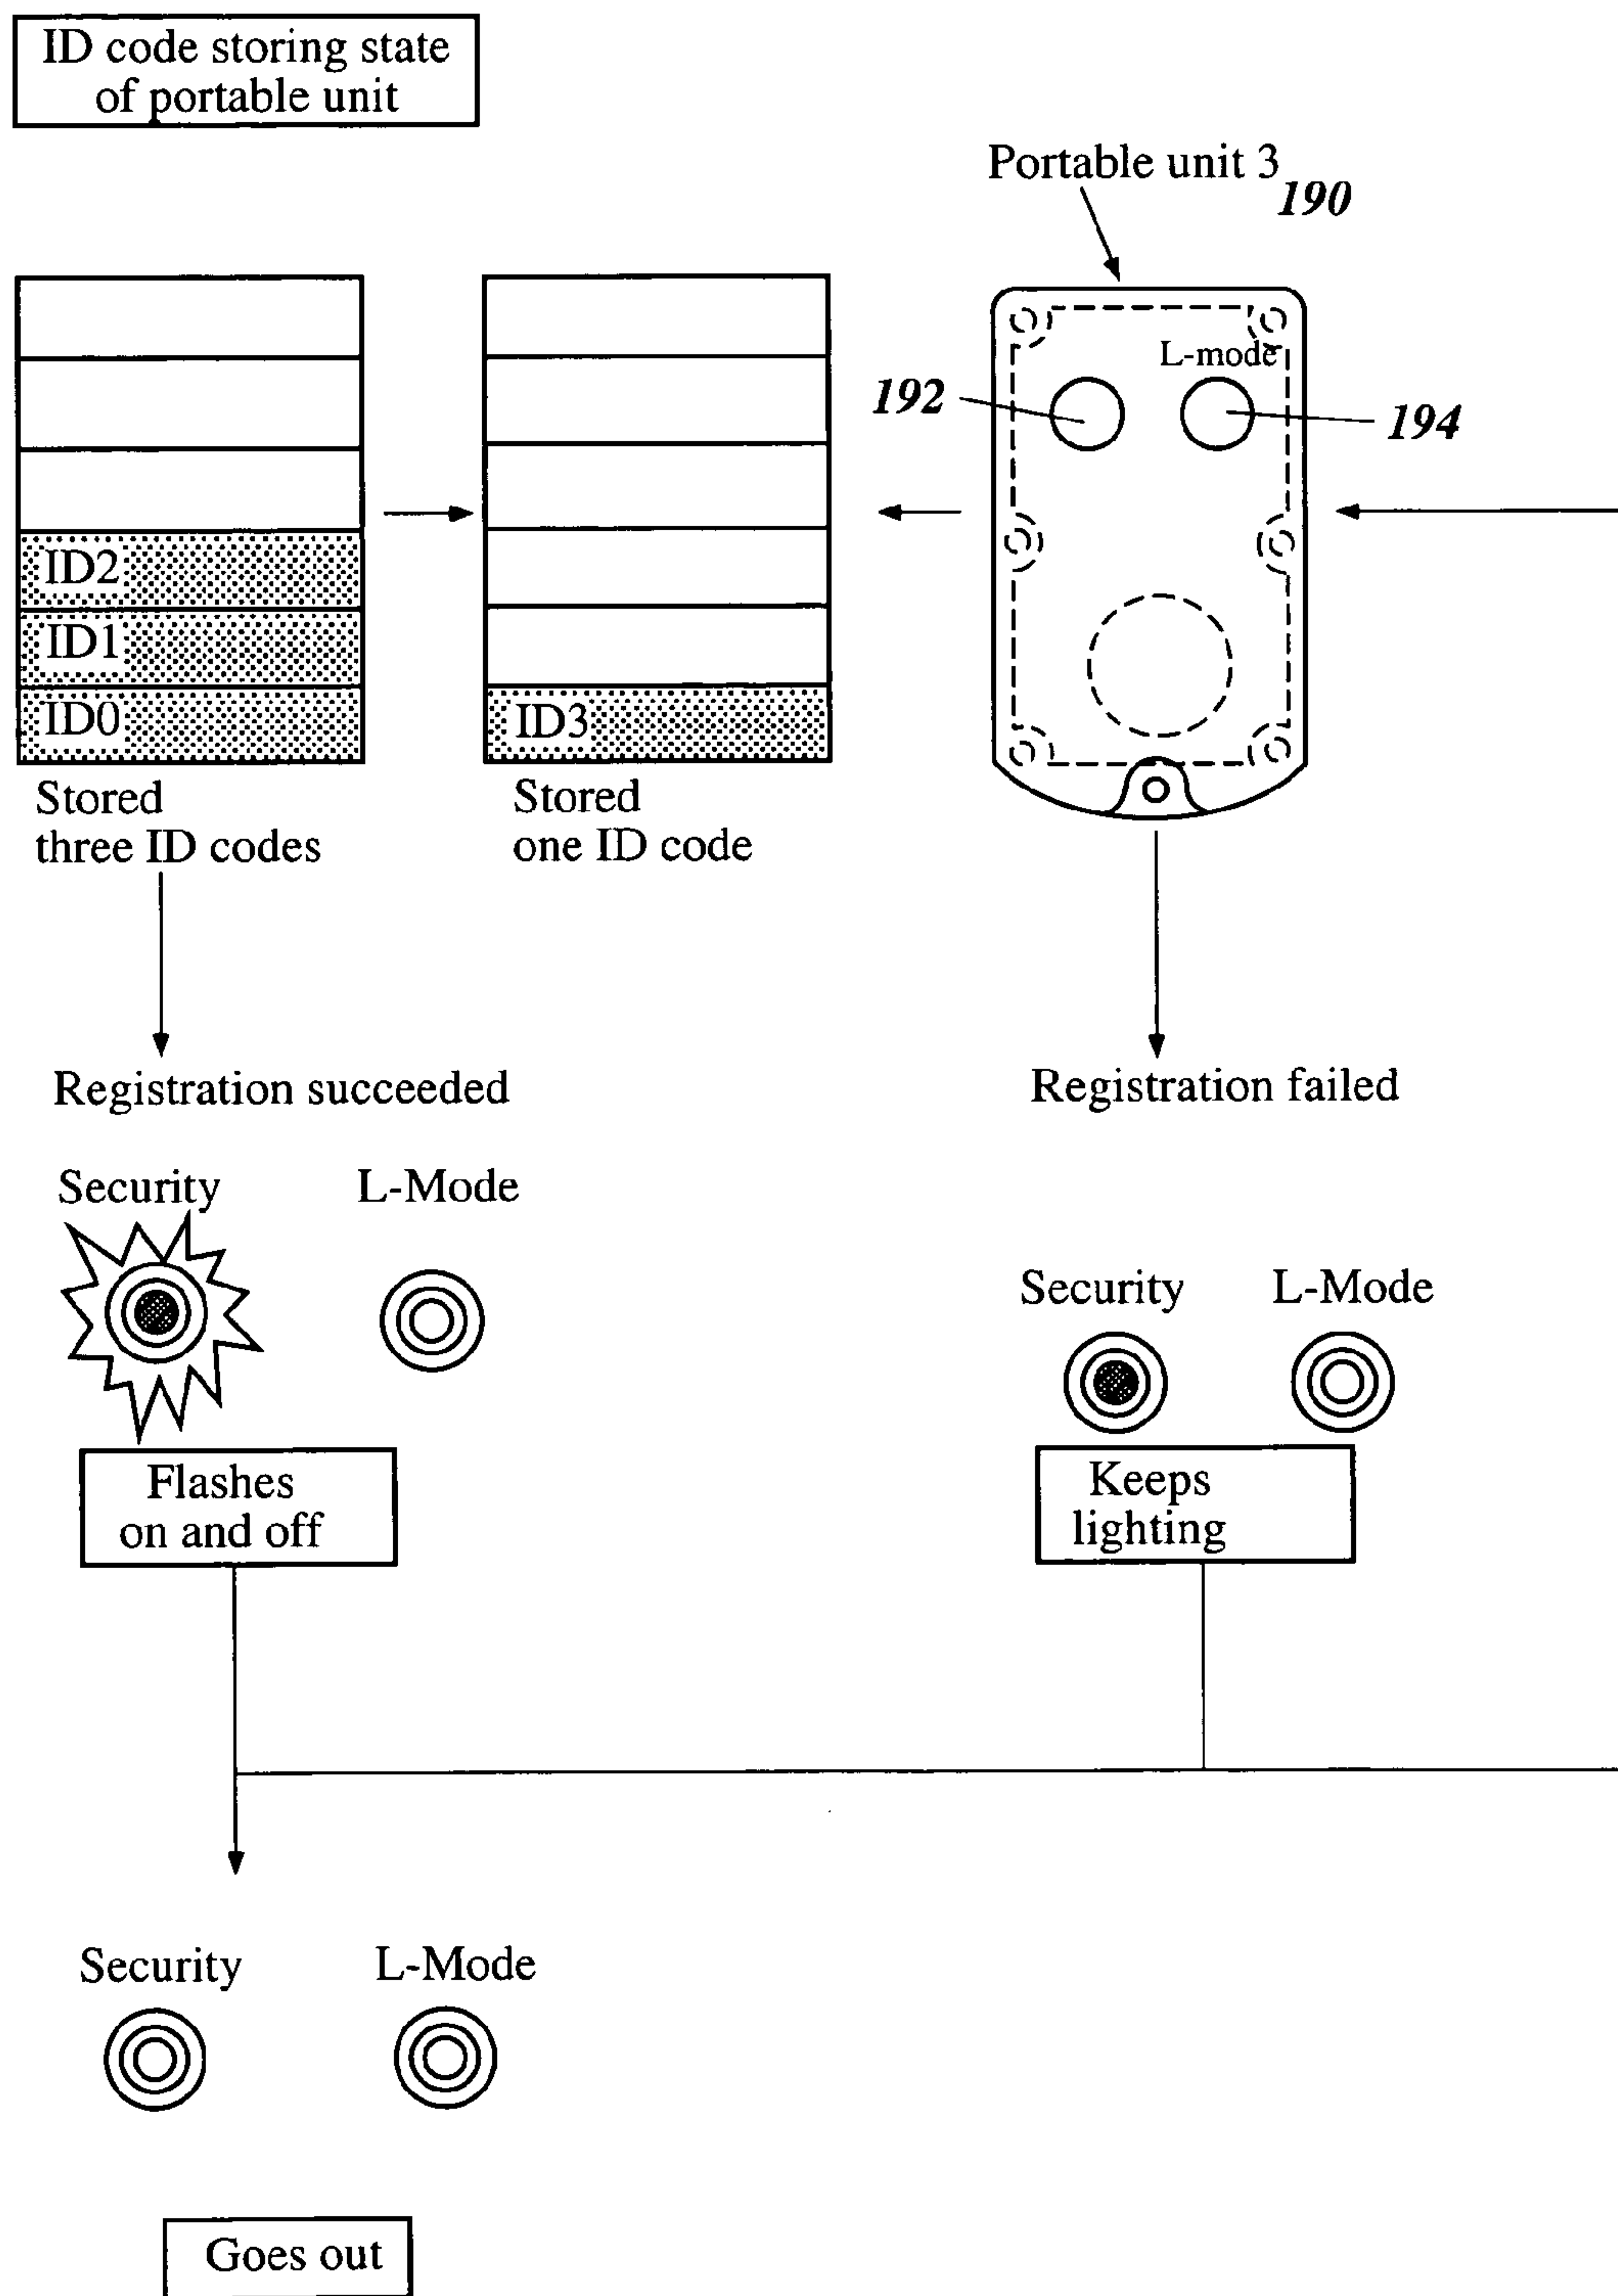 ID code storing state
of portable unit
Portable unit 3
190
L-mode
192
194
ID2
ID1
ID0
ID3
Stored
three ID codes
Stored
one ID code
Registration succeeded
Registration failed
Security
L-Mode
Security
L-Mode
Flashes
on and off
Keeps
lighting
Security
L-Mode
Goes out